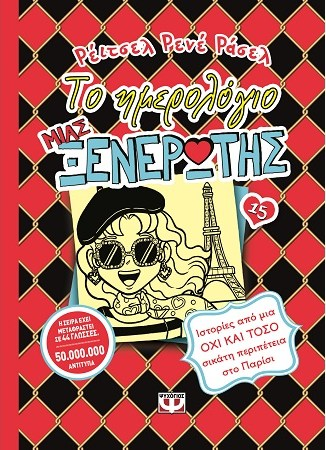 Ρέιτσελ Ρενέ Ράσελ
Το ημερολόγιο
ΜΙΑΣ
ΞΕΝΕΡΩΤΗΣ
15
Η ΣΕΙΡΑ ΕΧΕΙ
ΜΕΤΑΦΡΑΣΤΕΙ
ΣΕ 44 ΓΛΩΣΣΕΣ.
50.000.000
ΑΝΤΙΤΥΠΑ
Ιστορίες από μια
ΟΧΙ ΚΑΙ ΤΟΣΟ
σικάτη περιπέτεια
στο Παρίσι
ΨΥΧΟΓΙΟΣ